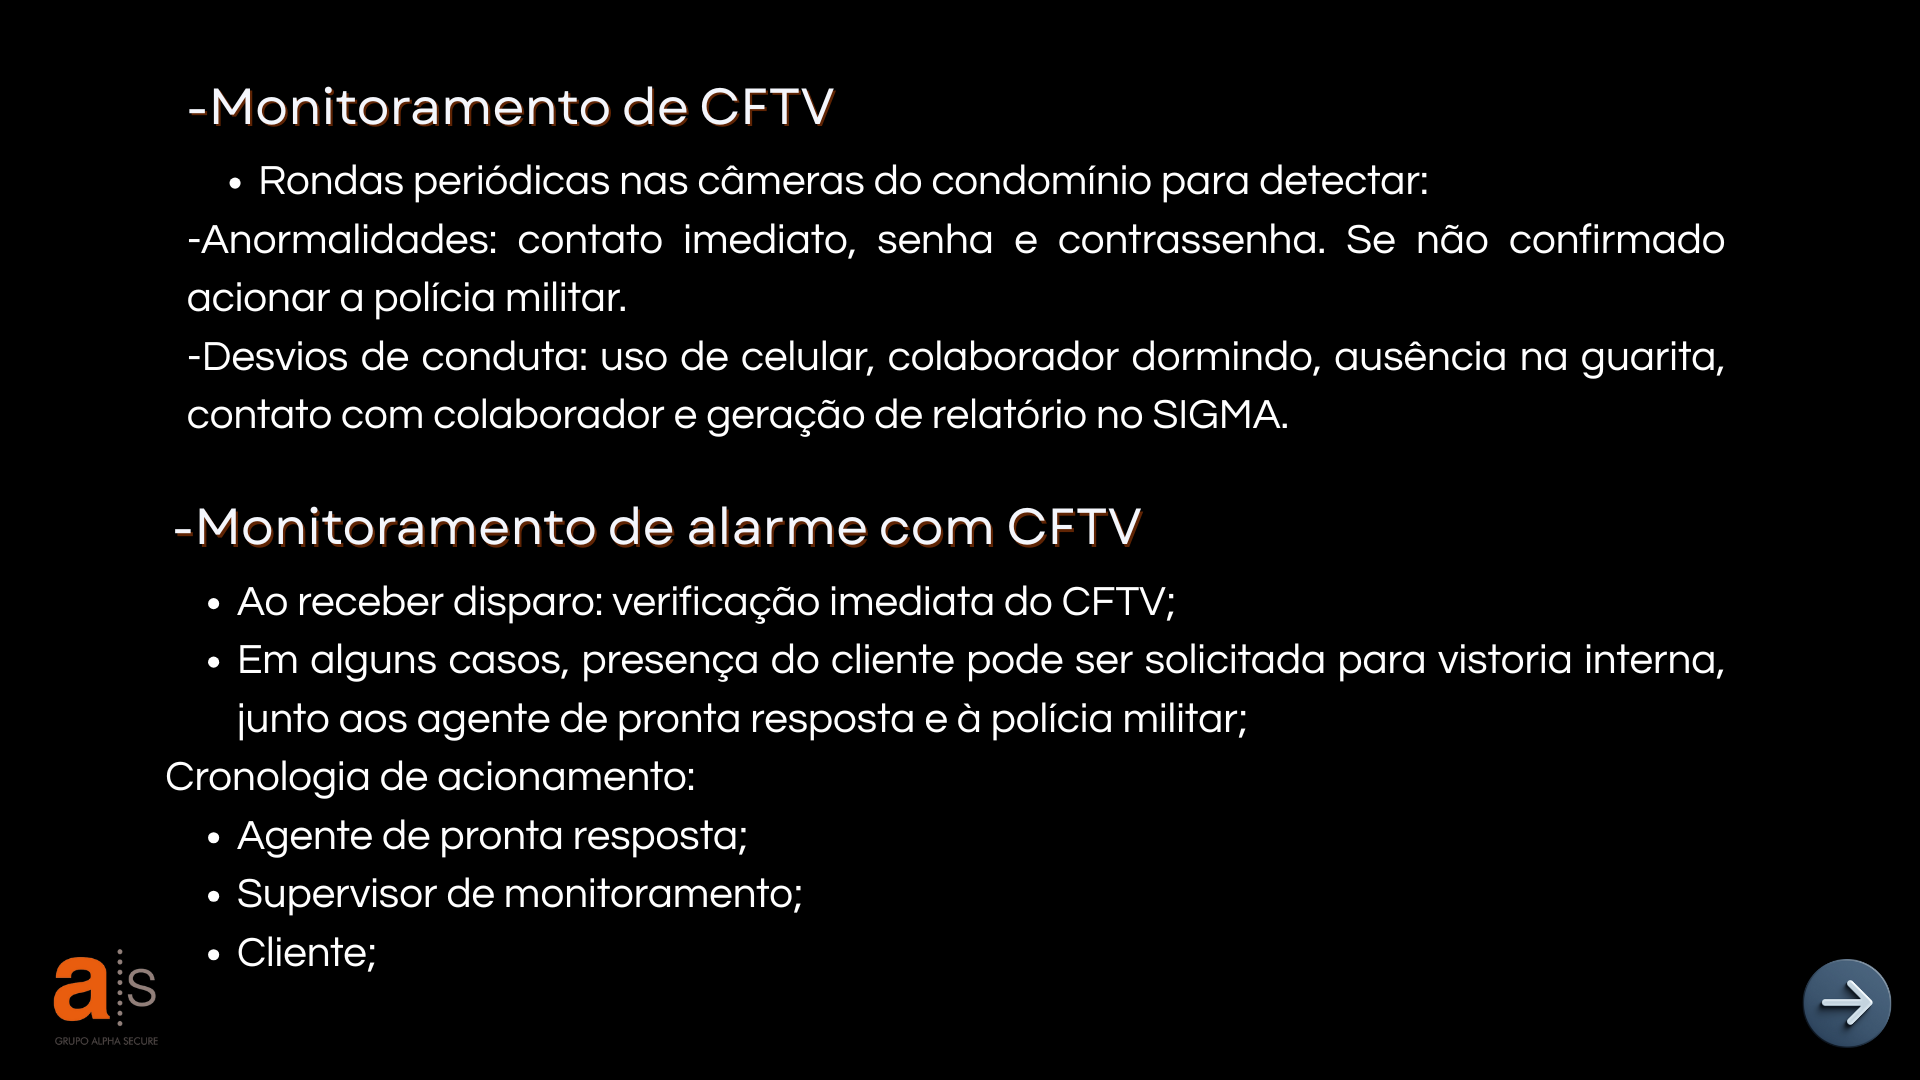 -Monitoramento de CFTV
• Rondas periódicas nas câmeras do condomínio para detectar:
-Anormalidades: contato imediato, senha e contrassenha. Se não confirmado
acionar a polícia militar.
-Desvios de conduta: uso de celular, colaborador dormindo, ausência na guarita,
contato com colaborador e geração de relatório no SIGMA.
-Monitoramento de alarme com CFTV
• Ao receber disparo: verificação imediata do CFTV;
• Em alguns casos, presença do cliente pode ser solicitada para vistoria interna,
junto aos agente de pronta resposta e à polícia militar;
Cronologia de acionamento:
• Agente de pronta resposta;
• Supervisor de monitoramento;
• Cliente;
a s
GRUPO ALPHA SECURE